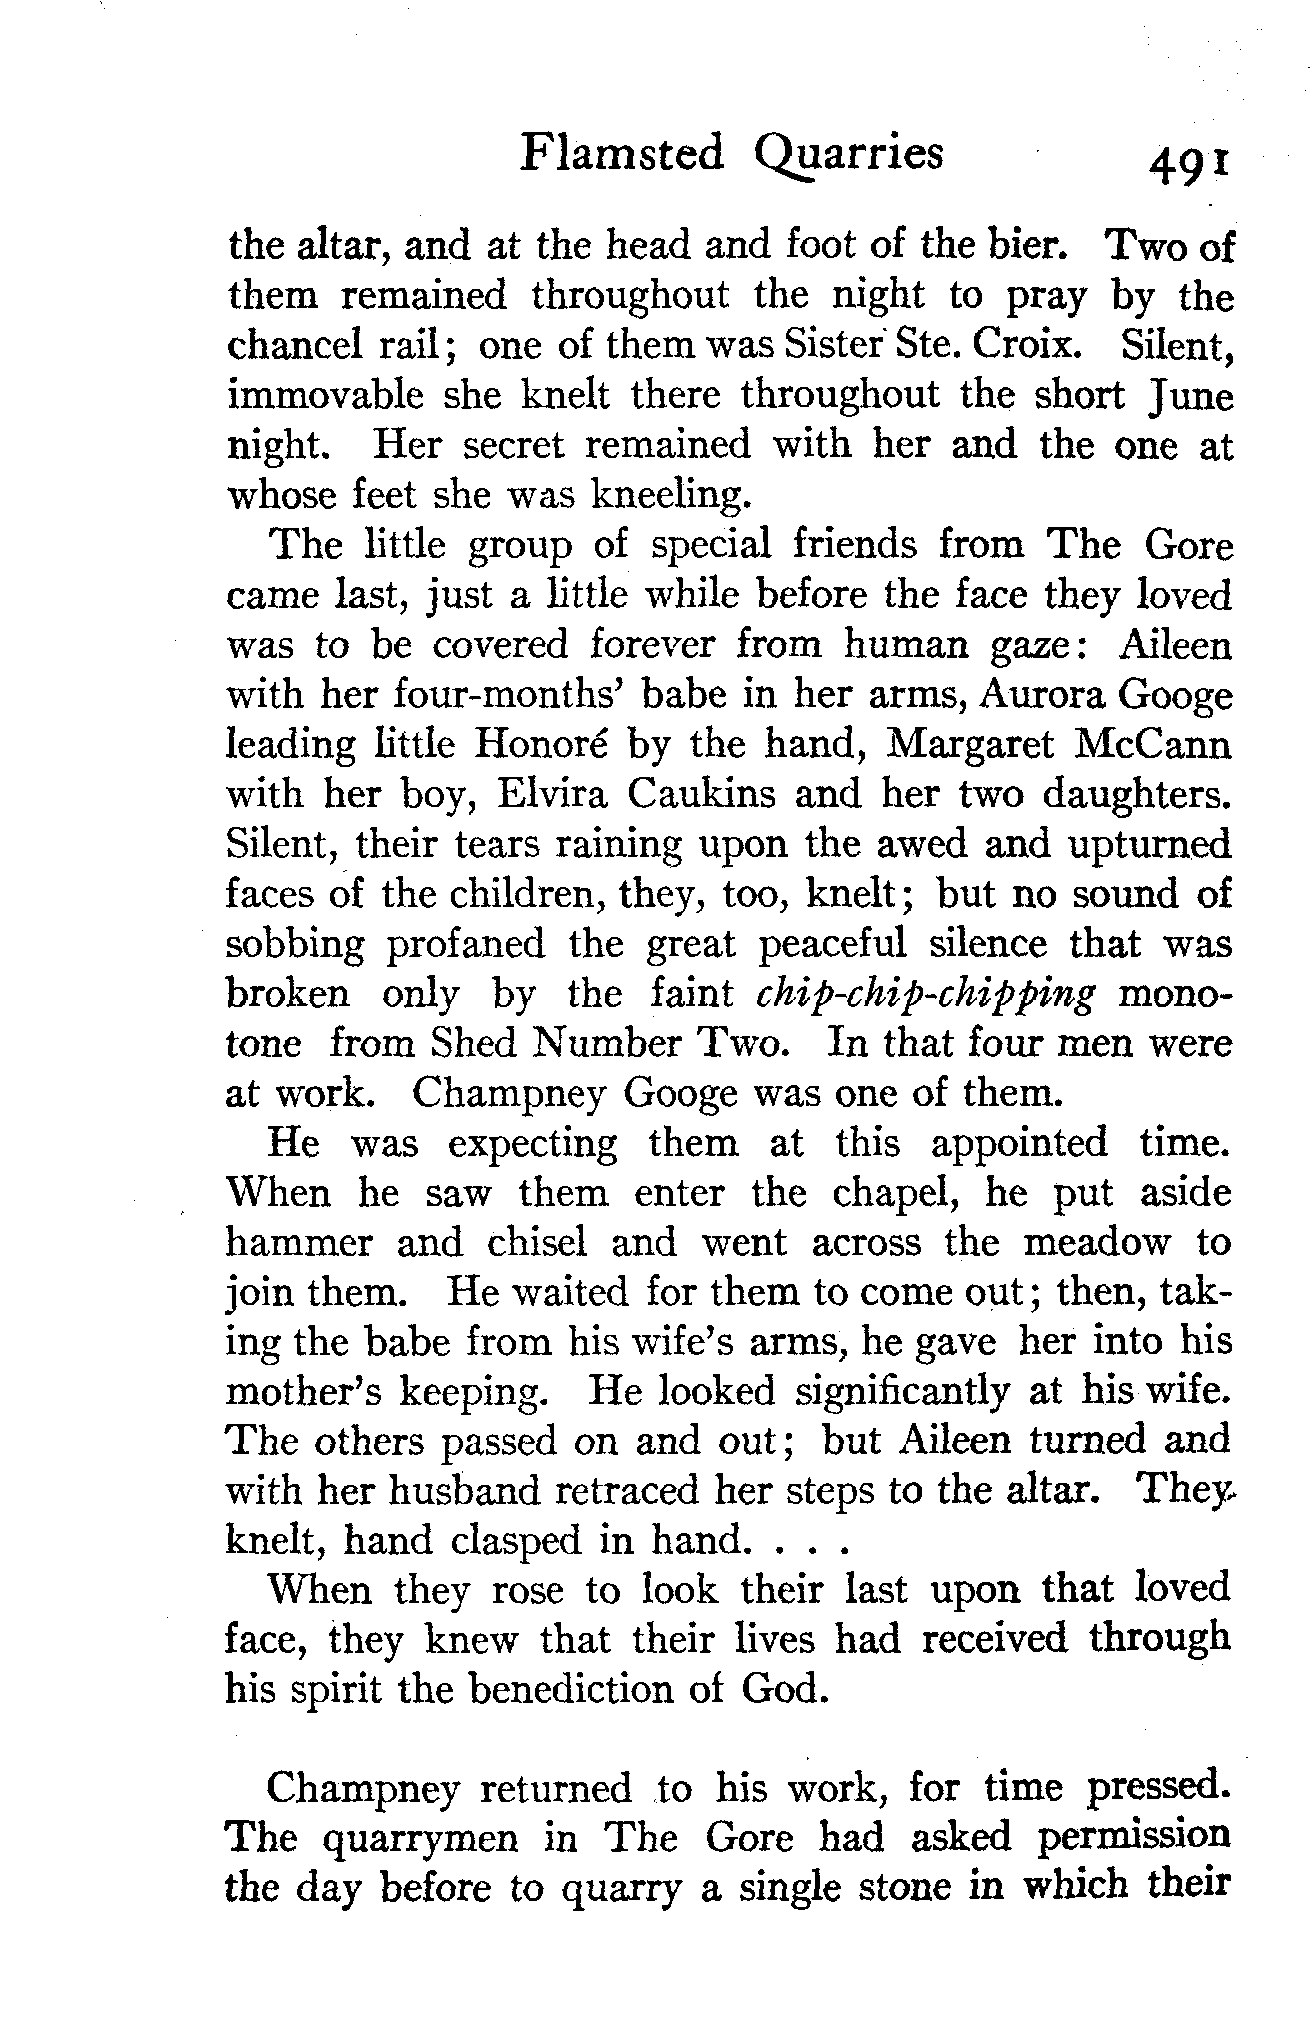 Flamsted Quarries 491
the altar, and at the head and foot of the bier. Two of
them remained throughout the night to pray by the
chancel rail; one of them was Sister Ste. Croix. Silent,
immovable she knelt there throughout the short June
night. Her secret remained with her and the one at
whose feet she was kneeling.
The little group of special friends from The Gore
came last, just a little while before the face they loved
was to be covered forever from human gaze: Aileen
with her four-months' babe in her arms, Aurora Googe
leading little Honoré by the hand, Margaret McCann
with her boy, Elvira Caukins and her two daughters.
Silent, their tears raining upon the awed and upturned
faces of the children, they, too, knelt; but no sound of
sobbing profaned the great peaceful silence that was
broken only by the faint chip-chip-chipping mono-
tone from Shed Number Two. In that four men were
at work. Champney Googe was one of them.
He was expecting them at this appointed time.
When he saw them enter the chapel, he put aside
hammer and chisel and went across the meadow to
join them. He waited for them to come out; then, tak-
ing the babe from his wife's arms, he gave her into his
mother's keeping. He looked significantly at his wife.
The others passed on and out; but Aileen turned and
with her husband retraced her steps to the altar. They
knelt, hand clasped in hand. . . .
When they rose to look their last upon that loved
face, they knew that their lives had received through
his spirit the benediction of God.
Champney returned to his work, for time pressed.
The quarrymen in The Gore had asked permission
the day before to quarry a single stone in which their